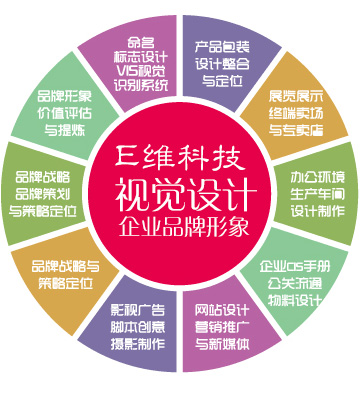 E维科技
视觉设计
企业品牌形象
命名
标志设计
VIS视觉
识别系统
产品包装
设计整合
与定位
展览展示
终端卖场
与专卖店
办公环境
生产车间
设计制作
企业os手册
公关流通
物料设计
网站设计
营销推广
与新媒体
影视广告
脚本创意
摄影制作
品牌战略与
策略定位
品牌战略
品牌策划
与策略定位
品牌形象
价值评估
与提炼